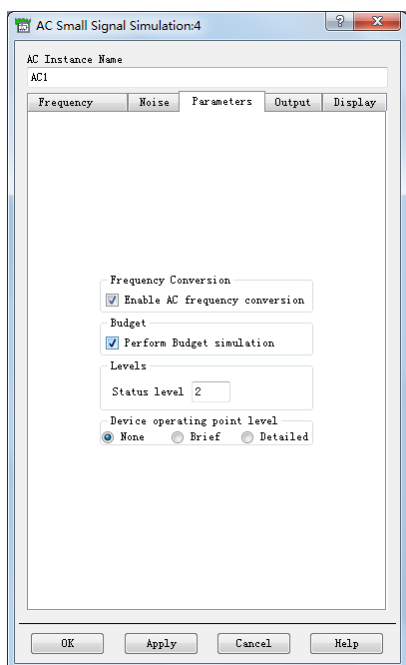 AC Small Signal Simulation:4
AC Instance Name
AC1
Frequency Noise Parameters Output Display
Frequency Conversion
Enable AC frequency conversion
Budget
Perform Budget simulation
Levels
Status level 2
Device operating point level
None Brief Detailed
OK Apply Cancel Help